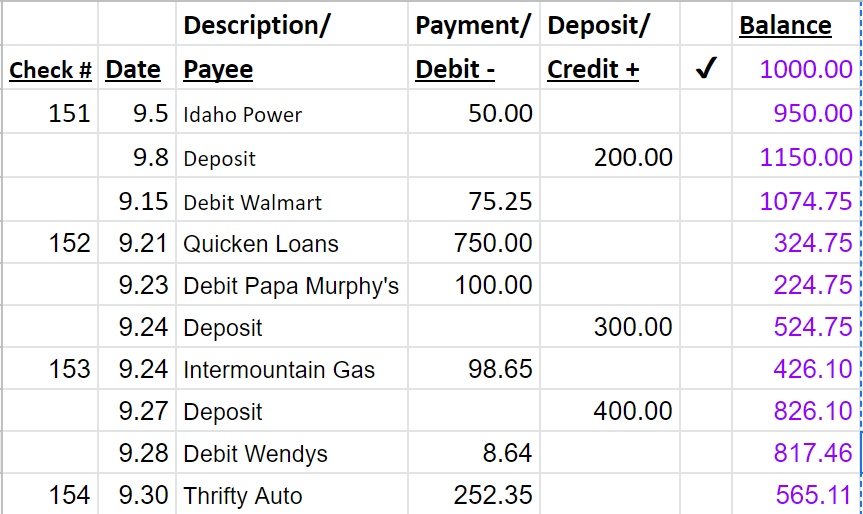 Description/ Payment/ Deposit/ Balance
Check # Date Payee Debit - Credit + ✓ 1000.00
151 9.5 Idaho Power 50.00 950.00
9.8 Deposit 200.00 1150.00
9.15 Debit Walmart 75.25 1074.75
152 9.21 Quicken Loans 750.00 324.75
9.23 Debit Papa Murphy's 100.00 224.75
9.24 Deposit 300.00 524.75
153 9.24 Intermountain Gas 98.65 426.10
9.27 Deposit 400.00 826.10
9.28 Debit Wendys 8.64 817.46
154 9.30 Thrifty Auto 252.35 565.11